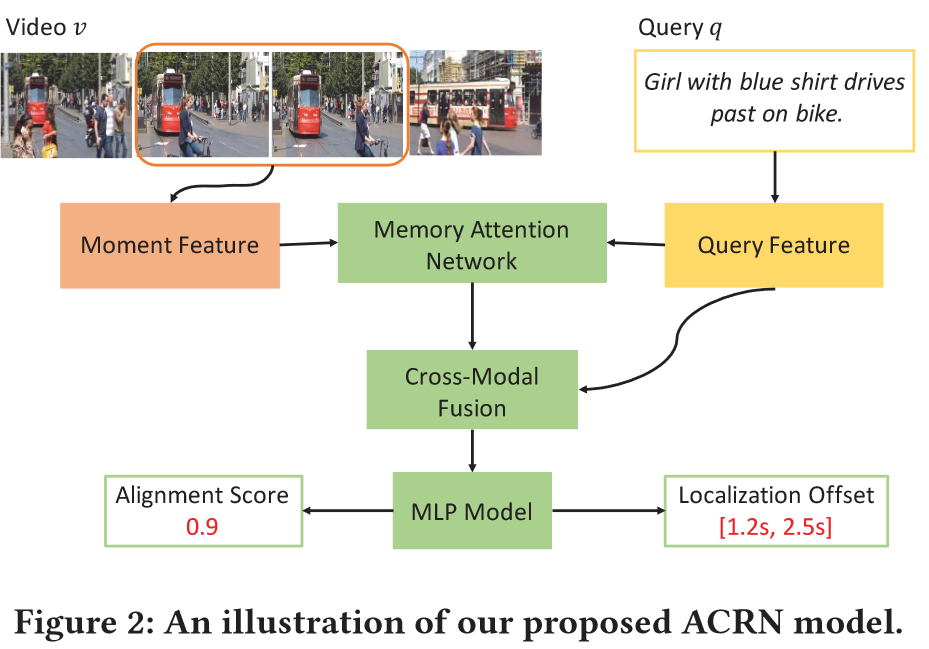 Video v
Query q
Girl with blue shirt drives
past on bike.
Moment Feature
Memory Attention
Network
Query Feature
Cross-Modal
Fusion
Alignment Score
0.9
MLP Model
Localization Offset
[1.2s, 2.5s]
Figure 2: An illustration of our proposed ACRN model.